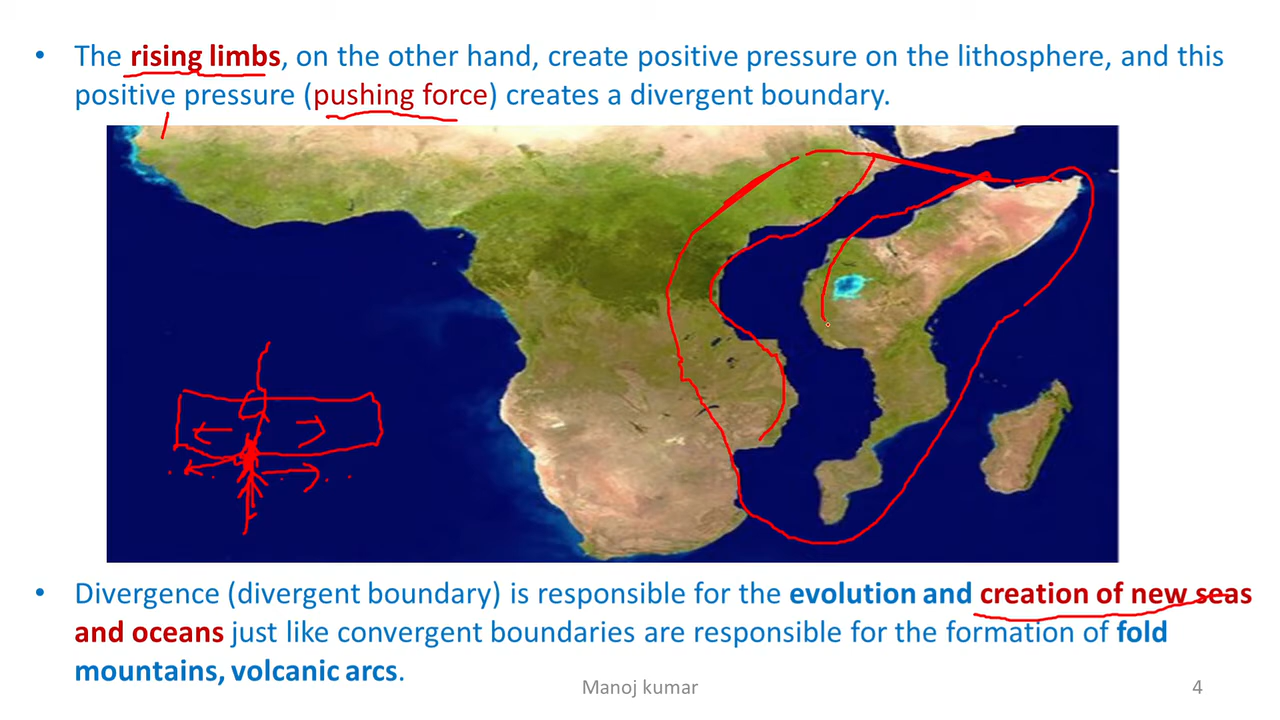 • The rising limbs, on the other hand, create positive pressure on the lithosphere, and this
positive pressure (pushing force) creates a divergent boundary.
• Divergence (divergent boundary) is responsible for the evolution and creation of new seas
and oceans just like convergent boundaries are responsible for the formation of fold
mountains, volcanic arcs.
Manoj kumar
4